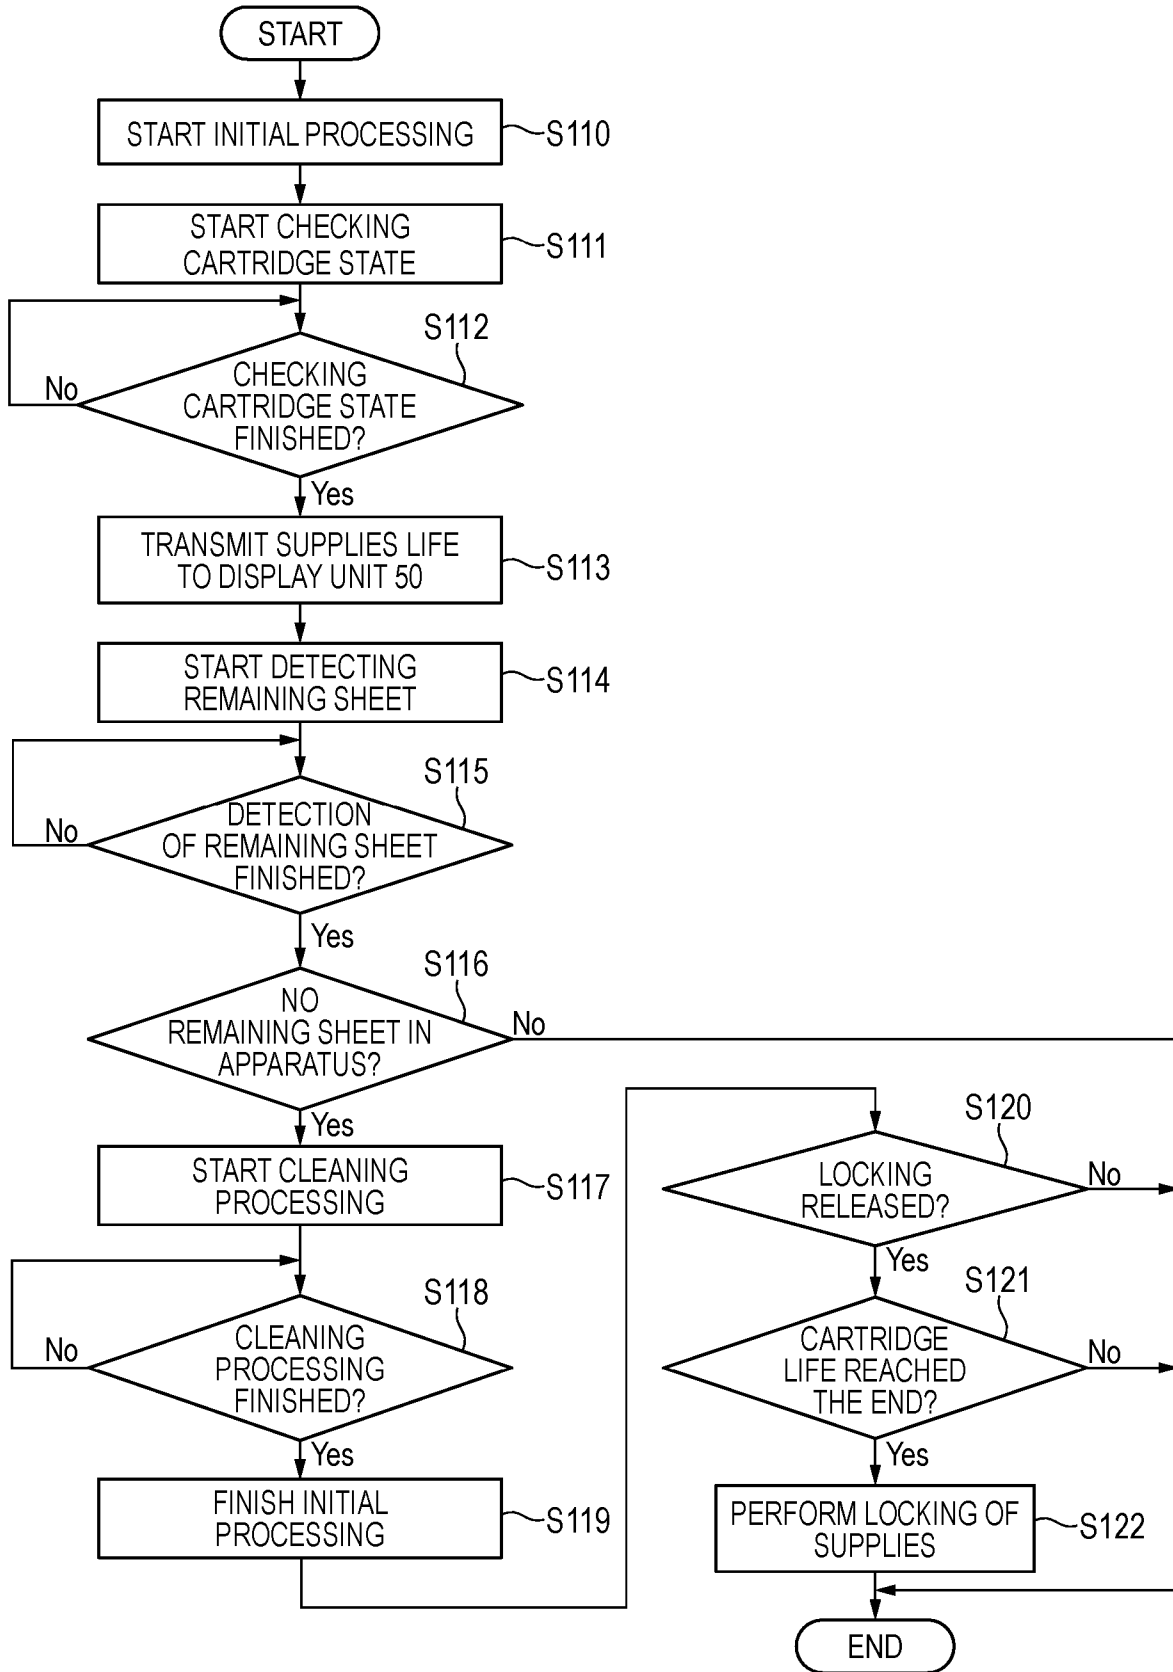 START
START INITIAL PROCESSING
S110
START CHECKING
CARTRIDGE STATE
S111
S112
CHECKING
CARTRIDGE STATE
FINISHED?
No
Yes
TRANSMIT SUPPLIES LIFE
TO DISPLAY UNIT 50
S113
START DETECTING
REMAINING SHEET
S114
S115
DETECTION
OF REMAINING SHEET
FINISHED?
No
Yes
S116
NO
REMAINING SHEET IN
APPARATUS?
No
Yes
START CLEANING
PROCESSING
S117
S118
CLEANING
PROCESSING
FINISHED?
No
Yes
FINISH INITIAL
PROCESSING
S119
S120
LOCKING
RELEASED?
No
Yes
S121
CARTRIDGE
LIFE REACHED
THE END?
No
Yes
PERFORM LOCKING OF
SUPPLIES
S122
END